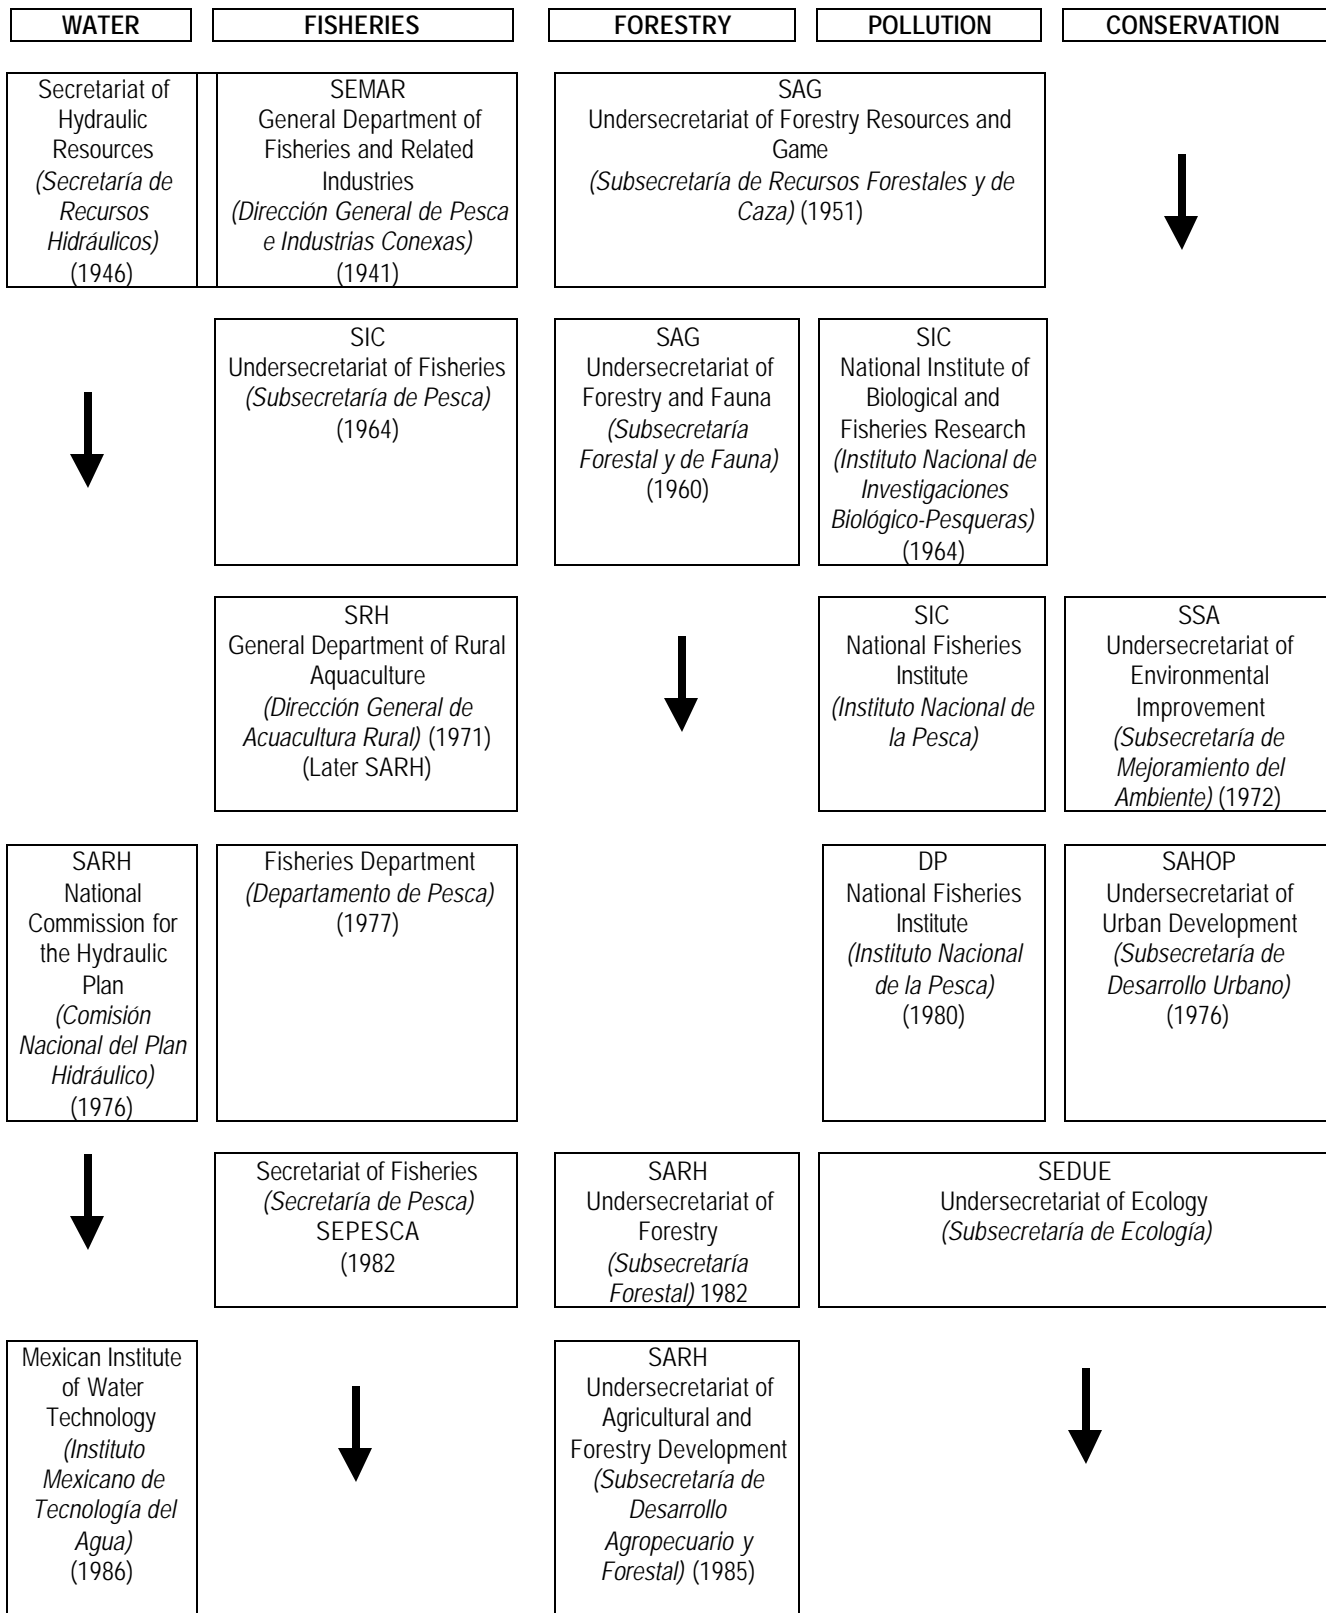 WATER
FISHERIES
FORESTRY
POLLUTION
CONSERVATION
Secretariat of
Hydraulic
Resources
(Secretaría de
Recursos
Hidráulicos)
(1946)
SEMAR
General Department of
Fisheries and Related
Industries
(Dirección General de Pesca
e Industrias Conexas)
(1941)
SAG
Undersecretariat of Forestry Resources and
Game
(Subsecretaría de Recursos Forestales y de
Caza) (1951)
SIC
Undersecretariat of Fisheries
(Subsecretaría de Pesca)
(1964)
SAG
Undersecretariat of
Forestry and Fauna
(Subsecretaría
Forestal y de Fauna)
(1960)
SIC
National Institute of
Biological and
Fisheries Research
(Instituto Nacional de
Investigaciones
Biológico-Pesqueras)
(1964)
SRH
General Department of Rural
Aquaculture
(Dirección General de
Acuacultura Rural) (1971)
(Later SARH)
SIC
National Fisheries
Institute
(Instituto Nacional de
la Pesca)
SSA
Undersecretariat of
Environmental
Improvement
(Subsecretaría de
Mejoramiento del
Ambiente) (1972)
SARH
National
Commission for
the Hydraulic
Plan
(Comisión
Nacional del Plan
Hidráulico)
(1976)
Fisheries Department
(Departamento de Pesca)
(1977)
DP
National Fisheries
Institute
(Instituto Nacional
de la Pesca)
(1980)
SAHOP
Undersecretariat of
Urban Development
(Subsecretaría de
Desarrollo Urbano)
(1976)
Secretariat of Fisheries
(Secretaría de Pesca)
SEPESCA
(1982
SARH
Undersecretariat of
Forestry
(Subsecretaría
Forestal) 1982
SEDUE
Undersecretariat of Ecology
(Subsecretaría de Ecología)
Mexican Institute
of Water
Technology
(Instituto
Mexicano de
Tecnología del
Agua)
(1986)
SARH
Undersecretariat of
Agricultural and
Forestry Development
(Subsecretaría de
Desarrollo
Agropecuario y
Forestal) (1985)